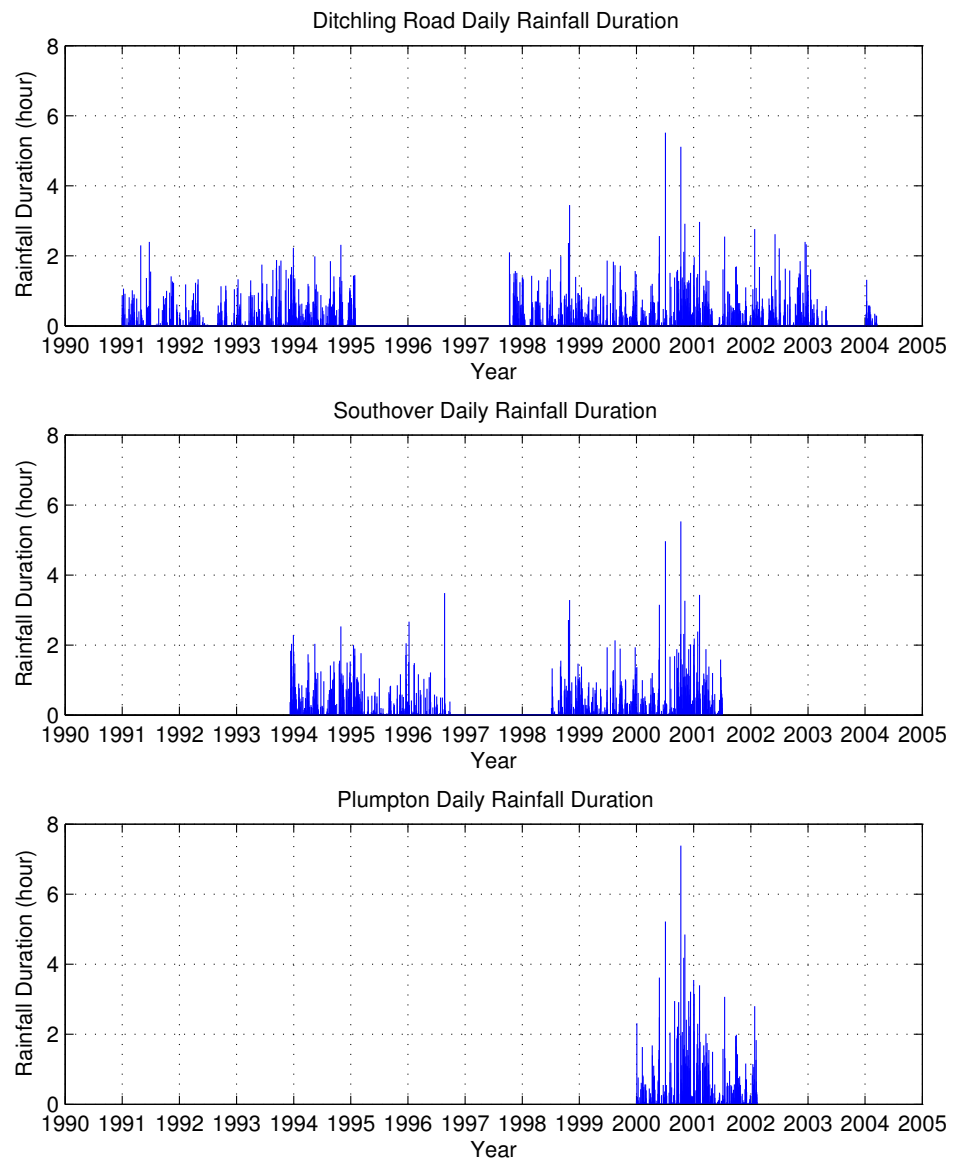 Ditchling Road Daily Rainfall Duration
8
6
4
2
0
Rainfall Duration (hour)
1990 1991 1992 1993 1994 1995 1996 1997 1998 1999 2000 2001 2002 2003 2004 2005
Year
Southover Daily Rainfall Duration
8
6
4
2
0
Rainfall Duration (hour)
1990 1991 1992 1993 1994 1995 1996 1997 1998 1999 2000 2001 2002 2003 2004 2005
Year
Plumpton Daily Rainfall Duration
8
6
4
2
0
Rainfall Duration (hour)
1990 1991 1992 1993 1994 1995 1996 1997 1998 1999 2000 2001 2002 2003 2004 2005
Year